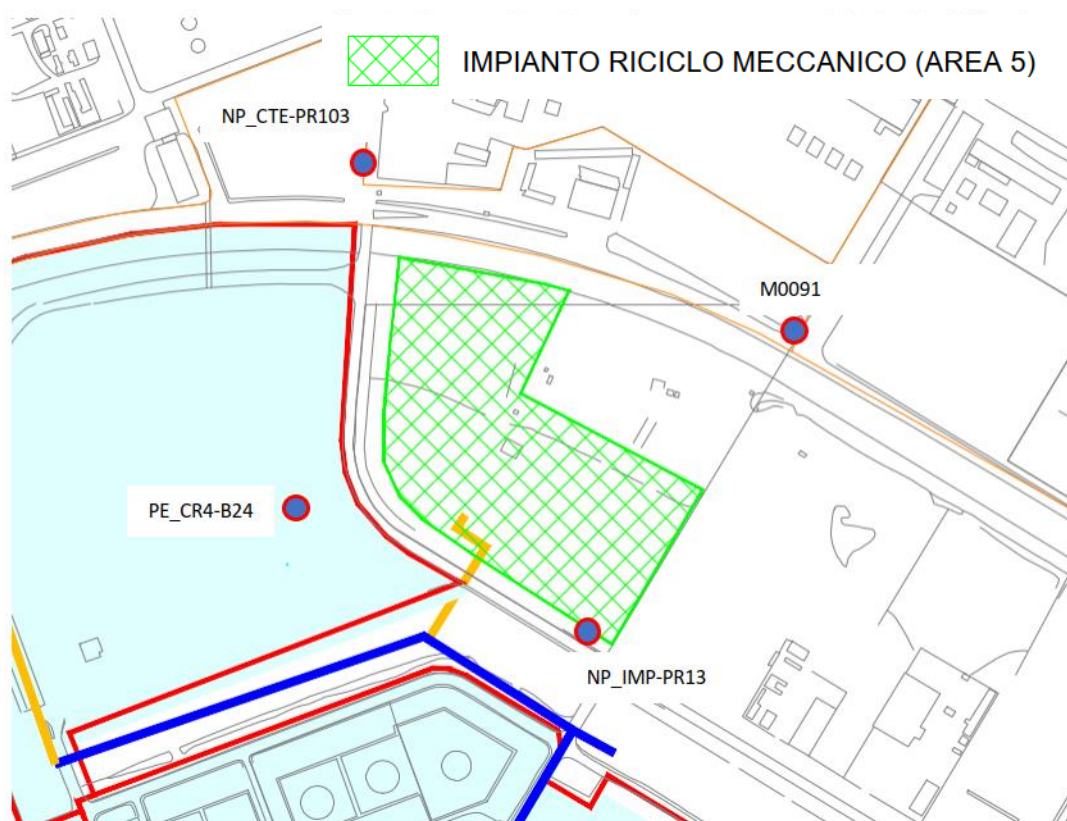 IMPIANTO RICICLO MECCANICO (AREA 5)
NP_CTE-PR103
M0091
PE_CR4-B24
NP_IMP-PR13